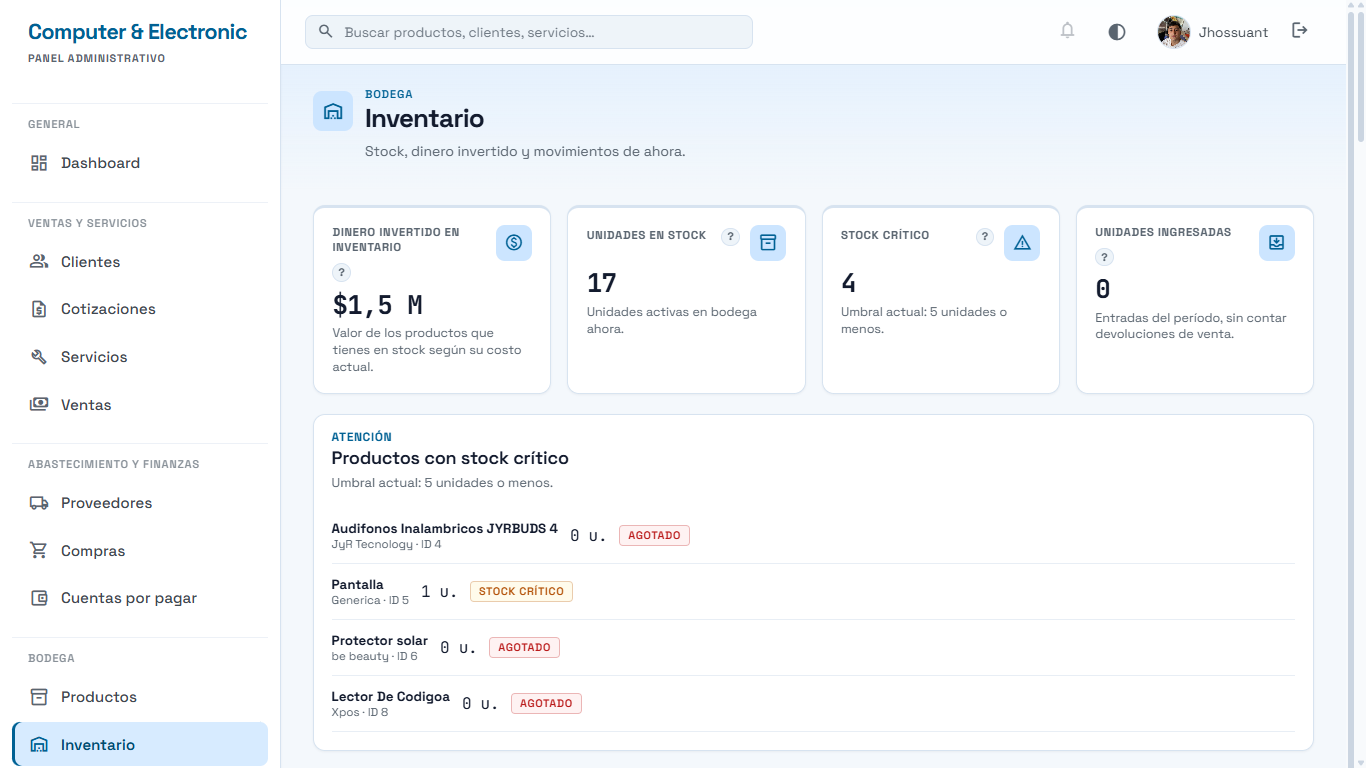 Computer & Electronic
PANEL ADMINISTRATIVO
GENERAL
Dashboard
VENTAS Y SERVICIOS
Clientes
Cotizaciones
Servicios
Ventas
ABASTECIMIENTO Y FINANZAS
Proveedores
Compras
Cuentas por pagar
BODEGA
Productos
Inventario
Buscar productos, clientes, servicios...
Jhossuant
BODEGA
Inventario
Stock, dinero invertido y movimientos de ahora.
DINERO INVERTIDO EN
INVENTARIO
?
$1,5 M
Valor de los productos que
tienes en stock según su costo
actual.
UNIDADES EN STOCK ?
17
Unidades activas en bodega
ahora.
STOCK CRÍTICO ?
4
Umbral actual: 5 unidades o
menos.
UNIDADES INGRESADAS
?
0
Entradas del período, sin contar
devoluciones de venta.
ATENCIÓN
Productos con stock crítico
Umbral actual: 5 unidades o menos.
Audifonos Inalambricos JYRBUDS 4 0 u. AGOTADO
JyR Tecnology · ID 4
Pantalla 1 u. STOCK CRÍTICO
Generica · ID 5
Protector solar 0 u. AGOTADO
be beauty · ID 6
Lector De Codigoa 0 u. AGOTADO
Xpos · ID 8